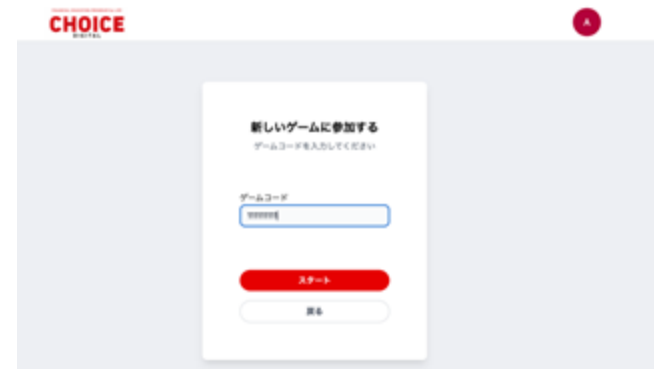 CHOICE
DIGITAL
A
新しいゲームに参加する
ゲームコードを入力してください
ゲームコード
スタート
戻る